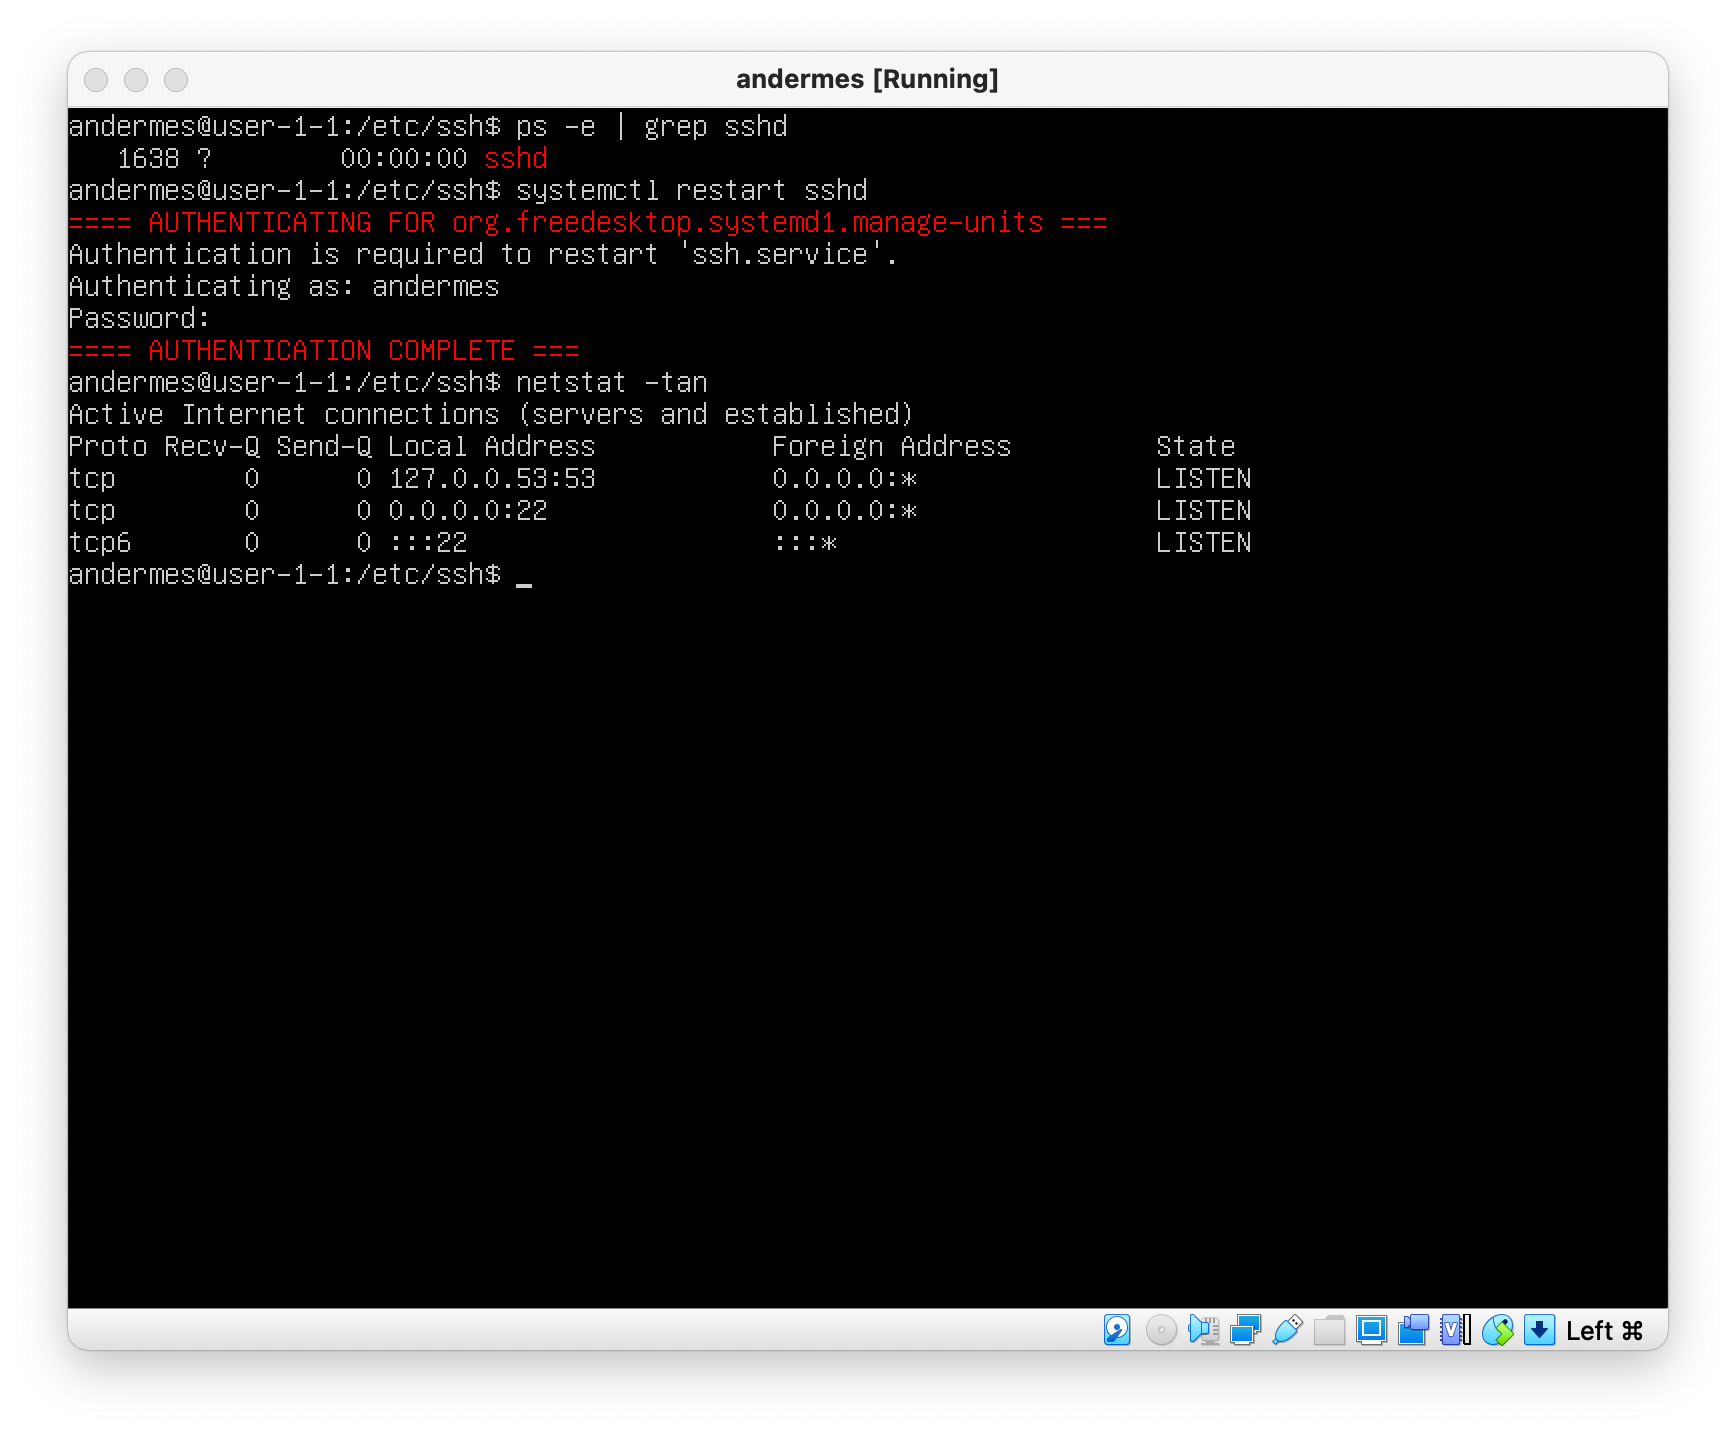 andermes [Running]
andermes@user-1-1:/etc/ssh$ ps -e | grep sshd
   1638 ?        00:00:00 sshd
andermes@user-1-1:/etc/ssh$ systemctl restart sshd
==== AUTHENTICATING FOR org.freedesktop.systemd1.manage-units ===
Authentication is required to restart 'ssh.service'.
Authenticating as: andermes
Password:
==== AUTHENTICATION COMPLETE ===
andermes@user-1-1:/etc/ssh$ netstat -tan
Active Internet connections (servers and established)
Proto Recv-Q Send-Q Local Address           Foreign Address         State
tcp        0      0 127.0.0.53:53           0.0.0.0:*               LISTEN
tcp        0      0 0.0.0.0:22              0.0.0.0:*               LISTEN
tcp6       0      0 :::22                   :::*                    LISTEN
andermes@user-1-1:/etc/ssh$ _
Left ⌘